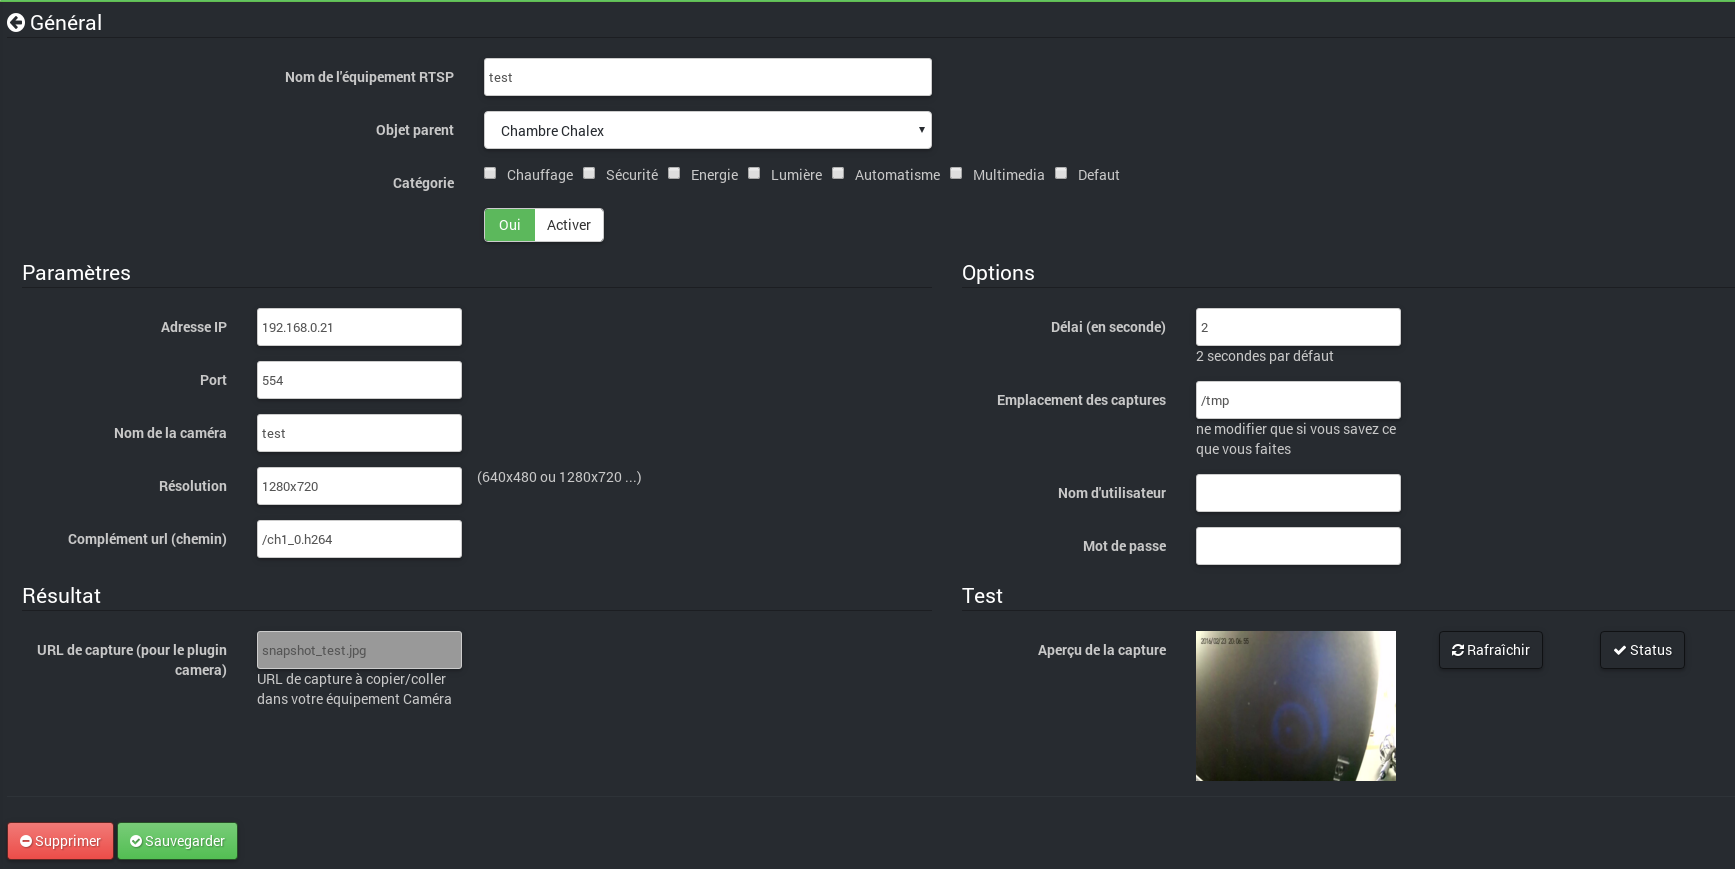 Général
Nom de l'équipement RTSP
test
Objet parent
Chambre Chalex
Catégorie
Chauffage Sécurité Energie Lumière Automatisme Multimedia Defaut
Oui Activer
Paramètres
Adresse IP
192.168.0.21
Port
554
Nom de la caméra
test
Résolution
1280x720
(640x480 ou 1280x720 ...)
Complément url (chemin)
/ch1_0.h264
Options
Délai (en seconde)
2
2 secondes par défaut
Emplacement des captures
/tmp
ne modifier que si vous savez ce
que vous faites
Nom d'utilisateur
Mot de passe
Résultat
URL de capture (pour le plugin
camera)
snapshot_test.jpg
URL de capture à copier/coller
dans votre équipement Caméra
Test
Aperçu de la capture
Rafraîchir
Status
Supprimer
Sauvegarder